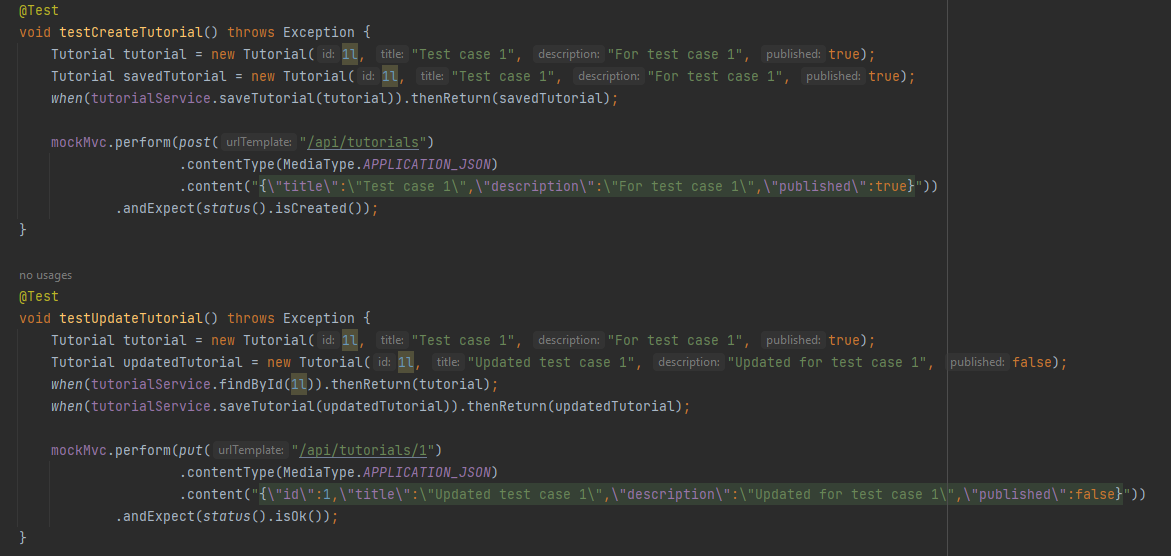 @Test
void testCreateTutorial() throws Exception {
Tutorial tutorial = new Tutorial( id: 1l, title: "Test case 1", description: "For test case 1", published: true);
Tutorial savedTutorial = new Tutorial( id: 1l, title: "Test case 1", description: "For test case 1", published: true);
when(tutorialService.saveTutorial(tutorial)).thenReturn(savedTutorial);
mockMvc.perform(post( urlTemplate: "/api/tutorials")
.contentType(MediaType.APPLICATION_JSON)
.content("{\"title\":\"Test case 1\",\"description\":\"For test case 1\",\"published\":true}"))
.andExpect(status().isCreated());
}
no usages
@Test
void testUpdateTutorial() throws Exception {
Tutorial tutorial = new Tutorial( id: 1l, title: "Test case 1", description: "For test case 1", published: true);
Tutorial updatedTutorial = new Tutorial( id: 1l, title: "Updated test case 1", description: "Updated for test case 1", published: false);
when(tutorialService.findById(1l)).thenReturn(tutorial);
when(tutorialService.saveTutorial(updatedTutorial)).thenReturn(updatedTutorial);
mockMvc.perform(put( urlTemplate: "/api/tutorials/1")
.contentType(MediaType.APPLICATION_JSON)
.content("{\"id\":1,\"title\":\"Updated test case 1\",\"description\":\"Updated for test case 1\",\"published\":false}"))
.andExpect(status().isOk());
}